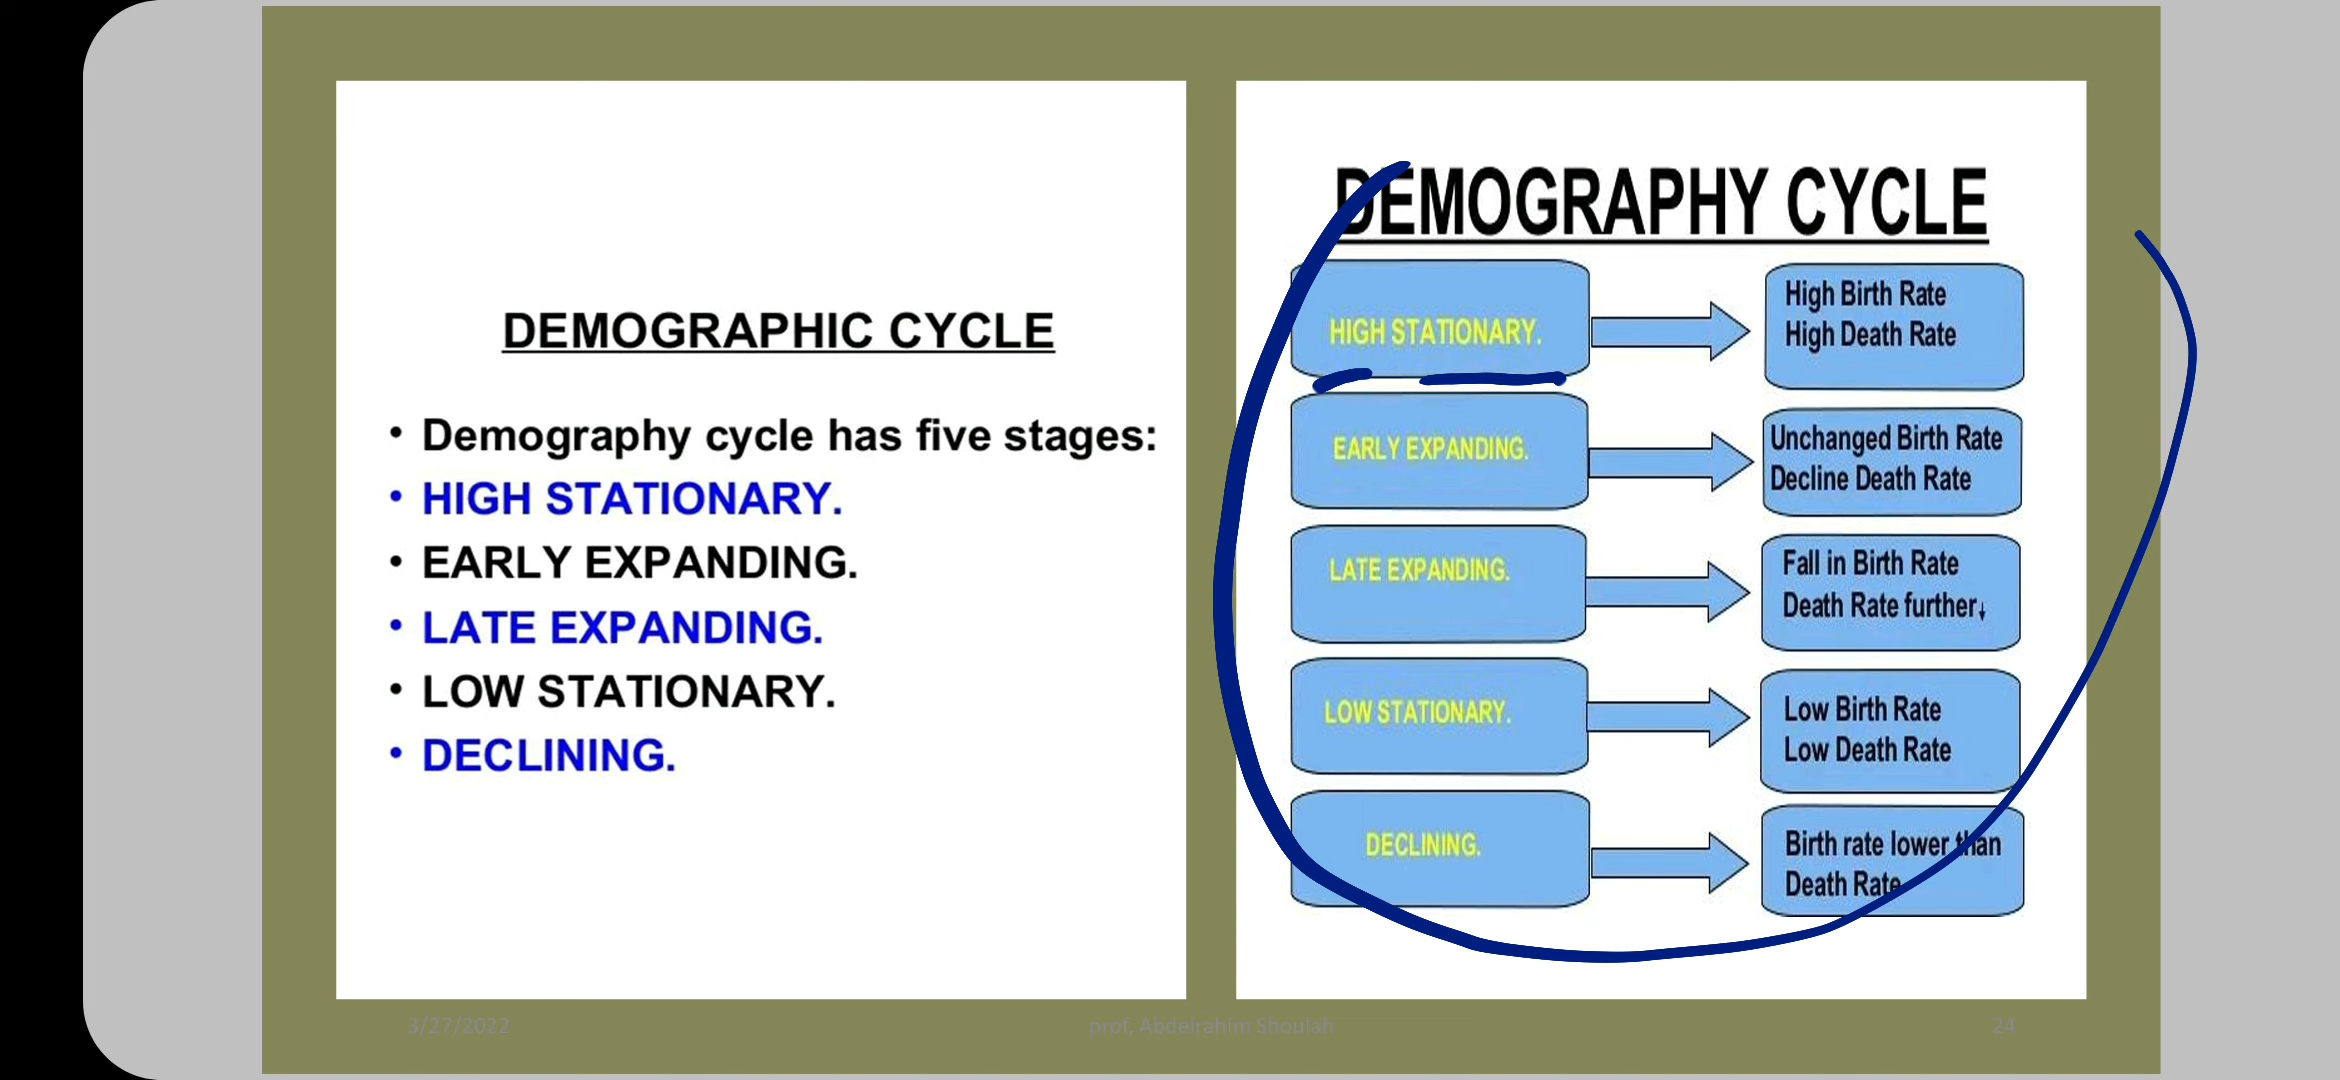 DEMOGRAPHIC CYCLE
• Demography cycle has five stages:
• HIGH STATIONARY.
• EARLY EXPANDING.
• LATE EXPANDING.
• LOW STATIONARY.
• DECLINING.
DEMOGRAPHY CYCLE
HIGH STATIONARY.
High Birth Rate
High Death Rate
EARLY EXPANDING.
Unchanged Birth Rate
Decline Death Rate
LATE EXPANDING.
Fall in Birth Rate
Death Rate further↓
LOW STATIONARY.
Low Birth Rate
Low Death Rate
DECLINING.
Birth rate lower than
Death Rate
3/27/2022
prof, Abdelrahim Shoulah
24